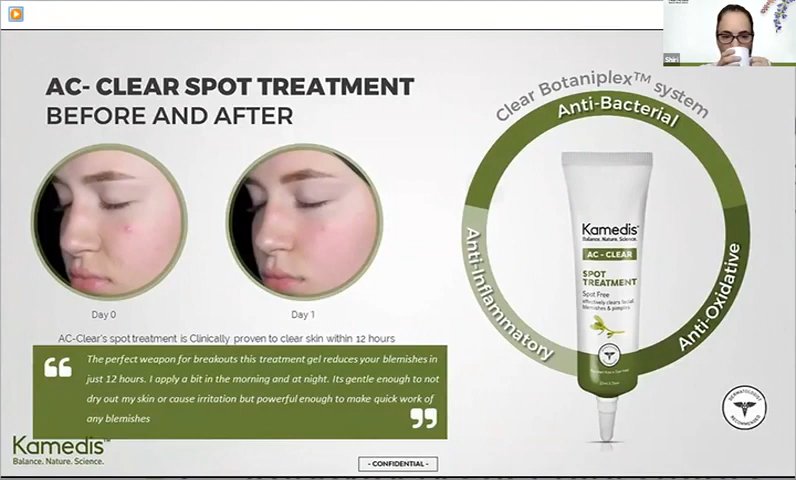 Shiri
AC- CLEAR SPOT TREATMENT
BEFORE AND AFTER
Clear Botaniplex™ system
Anti-Bacterial
Anti-Inflammatory
Anti-Oxidative
Day 0
Day 1
AC-Clear's spot treatment is Clinically proven to clear skin within 12 hours
“ The perfect weapon for breakouts this treatment gel reduces your blemishes in
just 12 hours. I apply a bit in the morning and at night. Its gentle enough to not
dry out my skin or cause irritation but powerful enough to make quick work of
any blemishes ”
Kamedis™
Balance. Nature. Science.
AC - CLEAR
SPOT
TREATMENT
Spot Free
effectively clears facial
blemishes & pimples
DERMATOLOGIST
RECOMMENDED
Kamedis™
Balance. Nature. Science.
- CONFIDENTIAL -